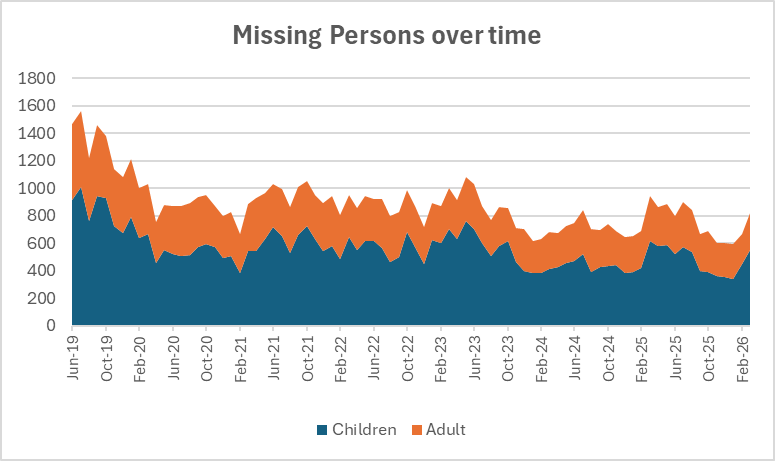 Missing Persons over time
1800
1600
1400
1200
1000
800
600
400
200
0
Jun-19
Oct-19
Feb-20
Jun-20
Oct-20
Feb-21
Jun-21
Oct-21
Feb-22
Jun-22
Oct-22
Feb-23
Jun-23
Oct-23
Feb-24
Jun-24
Oct-24
Feb-25
Jun-25
Oct-25
Feb-26
Children Adult